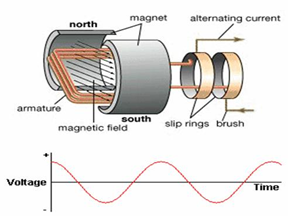 north
magnet
alternating current
armature
magnetic field
south
slip rings
brush
+
Voltage
Time
-